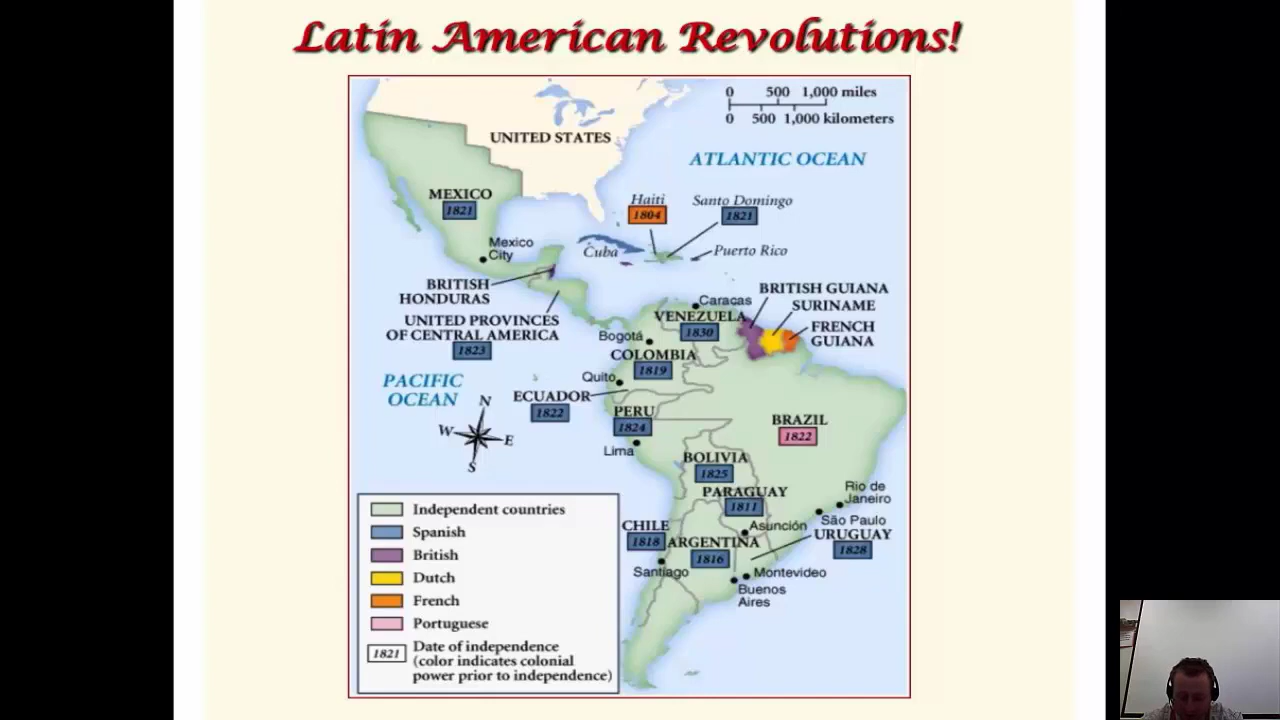 Latin American Revolutions!
0 500 1,000 miles
0 500 1,000 kilometers
UNITED STATES
ATLANTIC OCEAN
MEXICO
1821
Haiti
1804
Santo Domingo
1821
Mexico
City
Cuba
Puerto Rico
BRITISH
HONDURAS
UNITED PROVINCES
OF CENTRAL AMERICA
1823
Caracas
VENEZUELA
1830
BRITISH GUIANA
SURINAME
FRENCH
GUIANA
Bogotá
COLOMBIA
1819
PACIFIC
OCEAN
Quito
ECUADOR
1822
N
W
E
S
PERU
1824
Lima
BRAZIL
1822
BOLIVIA
1825
PARAGUAY
1811
Rio de
Janeiro
São Paulo
CHILE
1818
Asunción
ARGENTINA
1816
URUGUAY
1828
Santiago
Montevideo
Buenos
Aires
Independent countries
Spanish
British
Dutch
French
Portuguese
1821
Date of independence
(color indicates colonial
power prior to independence)